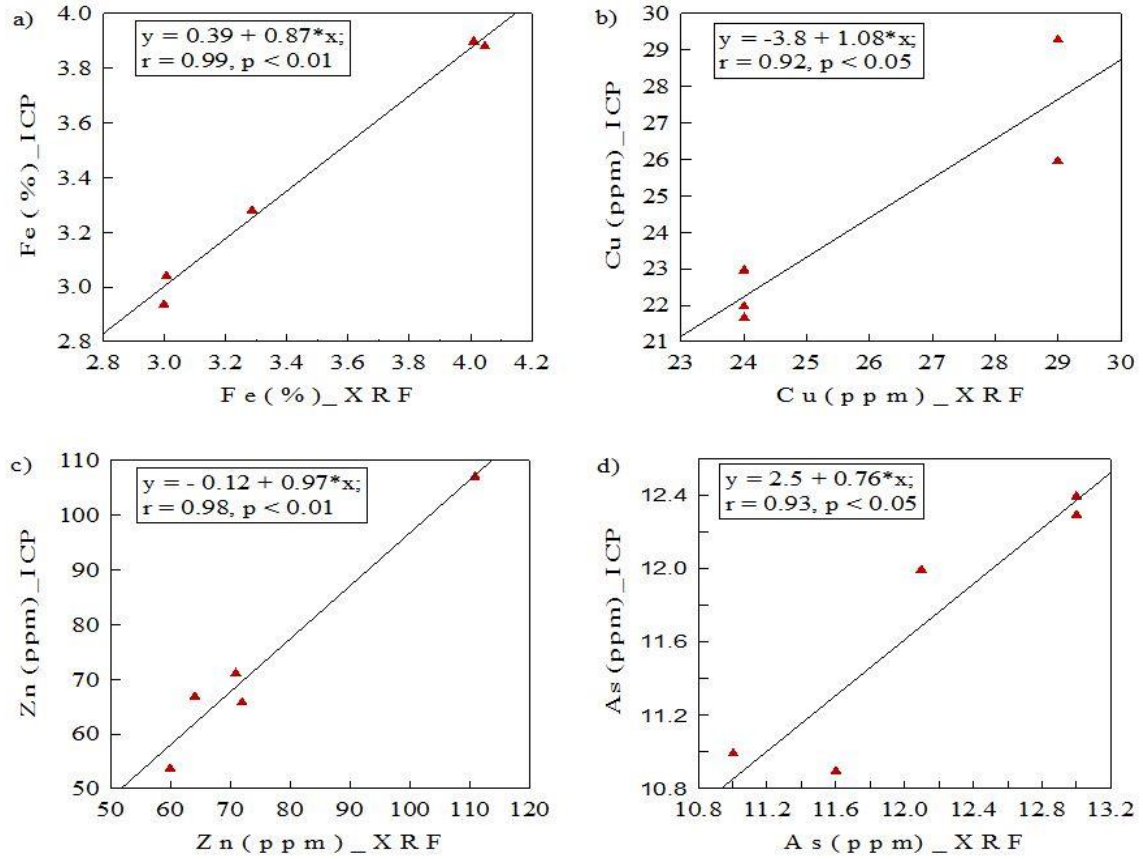 a)
y = 0.39 + 0.87*x;
r = 0.99, p < 0.01
Fe(%)_ICP
4.0
3.8
3.6
3.4
3.2
3.0
2.8
2.8 3.0 3.2 3.4 3.6 3.8 4.0 4.2
Fe(%)_XRF
b)
y = -3.8 + 1.08*x;
r = 0.92, p < 0.05
Cu(ppm)_ICP
30
29
28
27
26
25
24
23
22
21
23 24 25 26 27 28 29 30
Cu(ppm)_XRF
c)
y = - 0.12 + 0.97*x;
r = 0.98, p < 0.01
Zn(ppm)_ICP
110
100
90
80
70
60
50
50 60 70 80 90 100 110 120
Zn(ppm)_XRF
d)
y = 2.5 + 0.76*x;
r = 0.93, p < 0.05
As(ppm)_ICP
12.4
12.0
11.6
11.2
10.8
10.8 11.2 11.6 12.0 12.4 12.8 13.2
As(ppm)_XRF